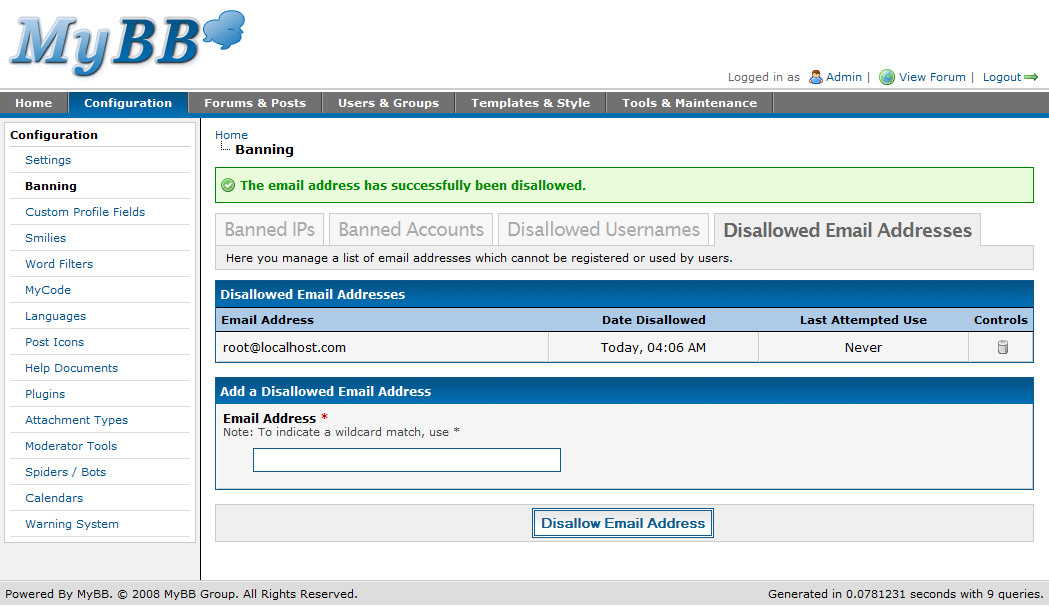 MyBB
Logged in as Admin | View Forum | Logout
Home Configuration Forums & Posts Users & Groups Templates & Style Tools & Maintenance
Configuration
Settings
Banning
Custom Profile Fields
Smilies
Word Filters
MyCode
Languages
Post Icons
Help Documents
Plugins
Attachment Types
Moderator Tools
Spiders / Bots
Calendars
Warning System
Home
Banning
The email address has successfully been disallowed.
Banned IPs Banned Accounts Disallowed Usernames Disallowed Email Addresses
Here you manage a list of email addresses which cannot be registered or used by users.
Disallowed Email Addresses
Email Address Date Disallowed Last Attempted Use Controls
root@localhost.com Today, 04:06 AM Never
Add a Disallowed Email Address
Email Address *
Note: To indicate a wildcard match, use *
Disallow Email Address
Powered By MyBB. © 2008 MyBB Group. All Rights Reserved. Generated in 0.0781231 seconds with 9 queries.